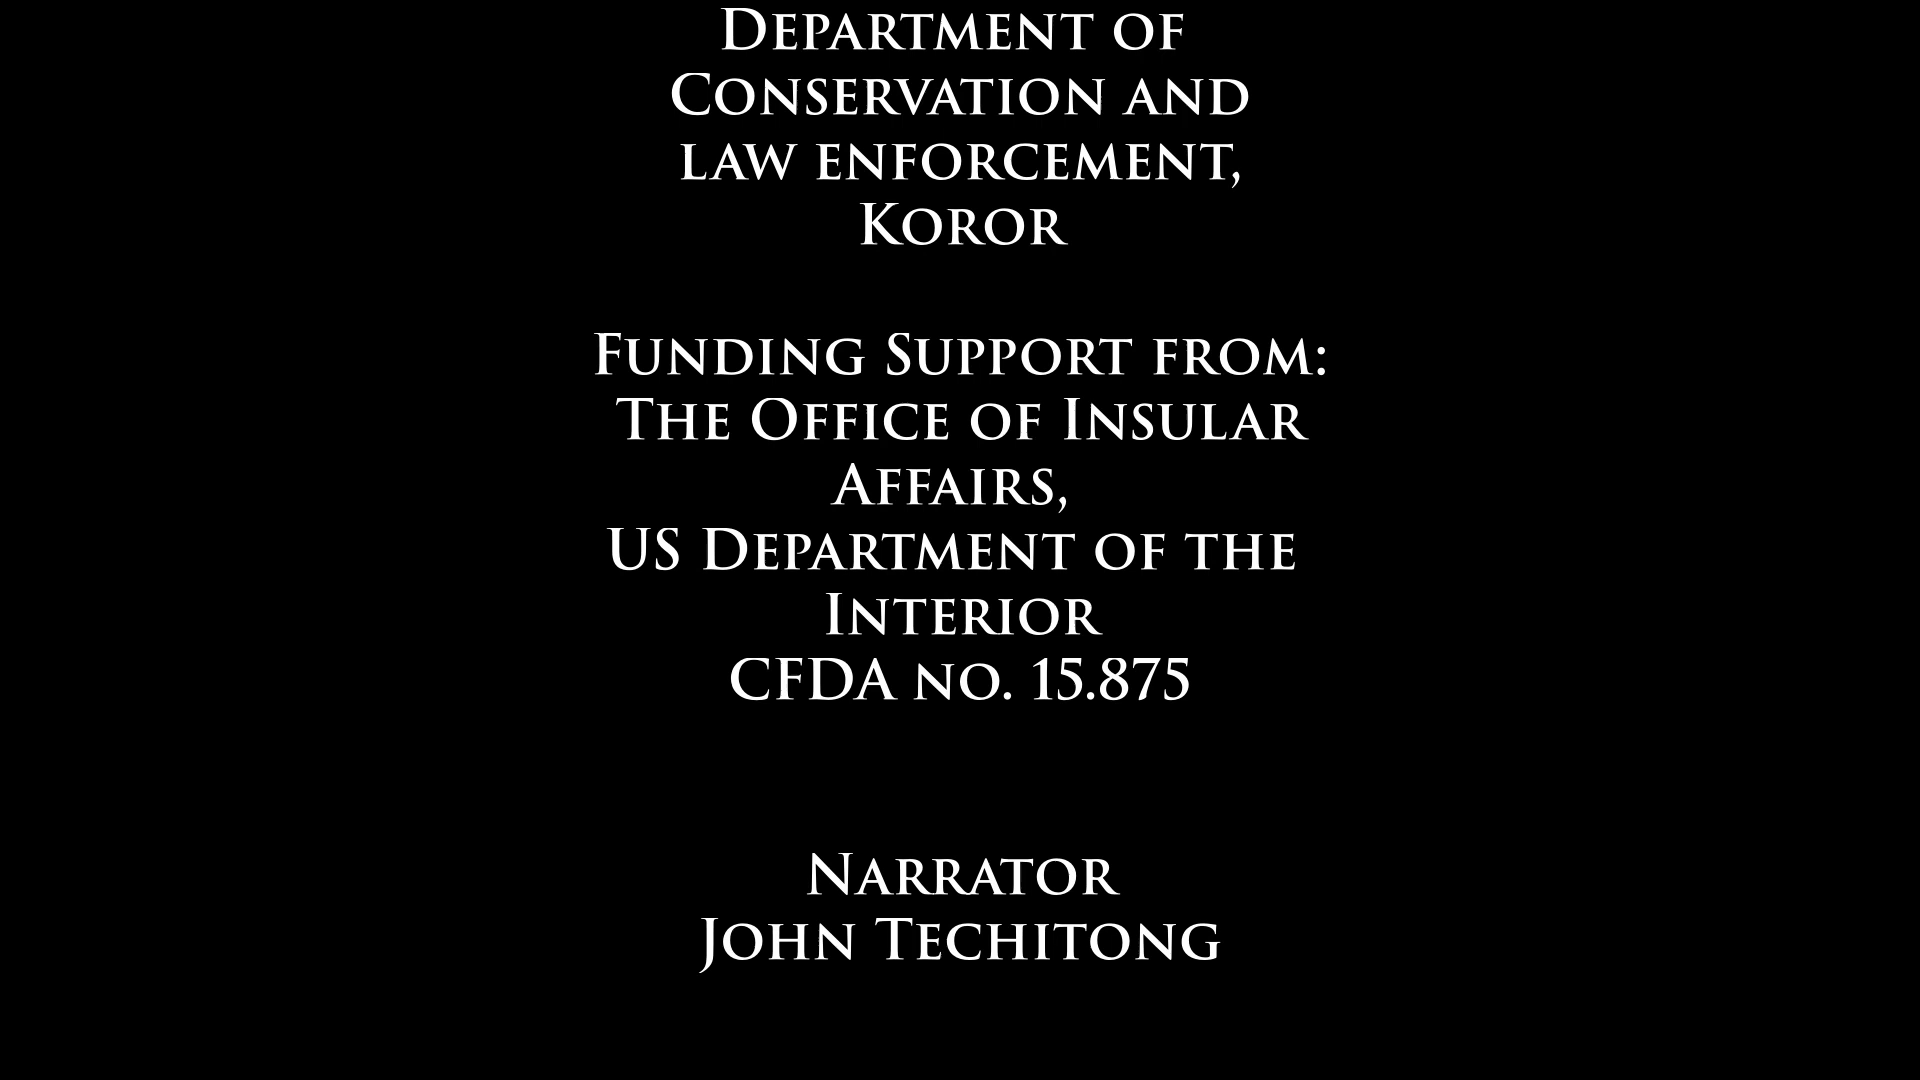 Department of
Conservation and
law enforcement,
Koror
Funding Support from:
The Office of Insular
Affairs,
US Department of the
Interior
CFDA no. 15.875
Narrator
John Techitong